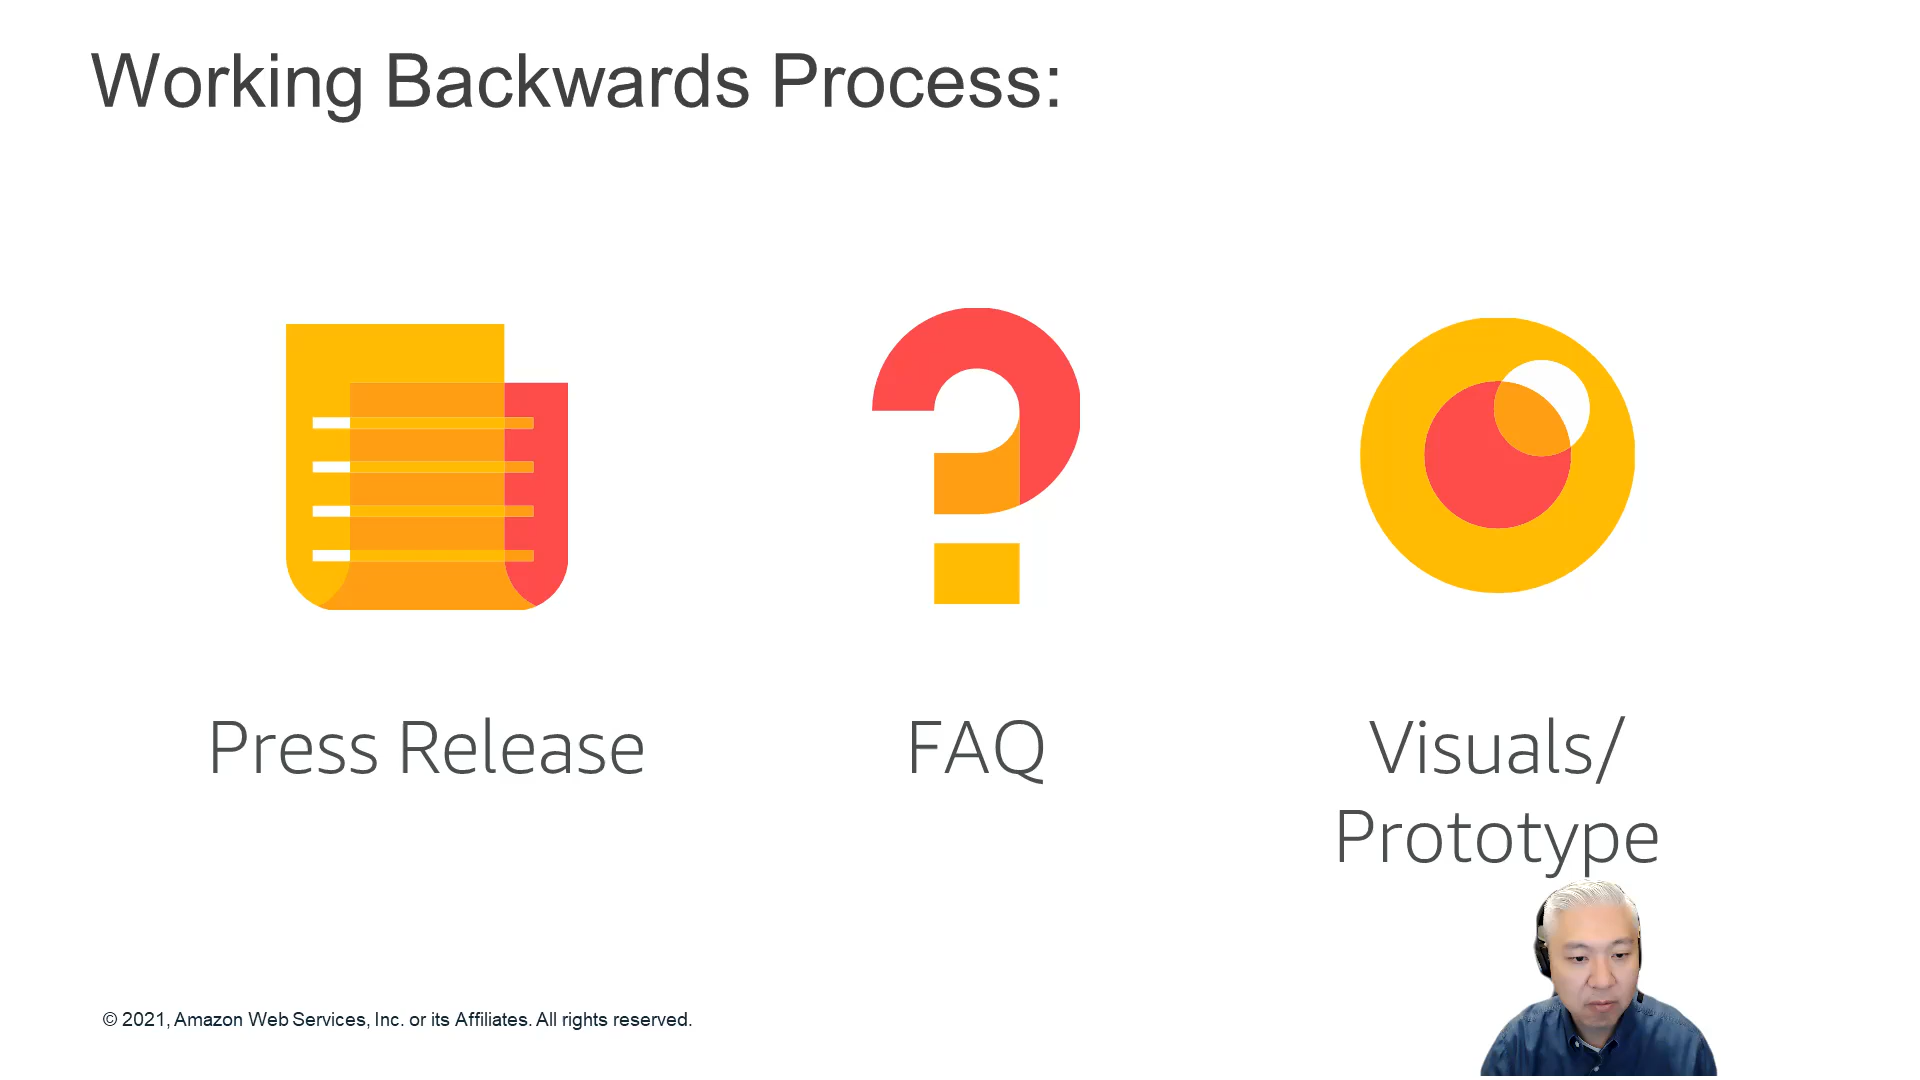 Working Backwards Process:
Press Release
FAQ
Visuals/
Prototype
© 2021, Amazon Web Services, Inc. or its Affiliates. All rights reserved.